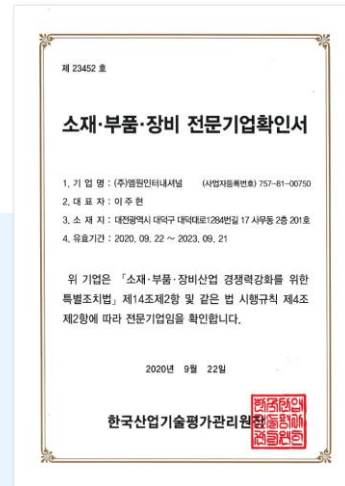 제 23452 호
소재·부품·장비 전문기업확인서
1. 기 업 명 : (주)엠원인터내셔널 (사업자등록번호) 757-81-00750
2. 대 표 자 : 이 주 현
3. 소 재 지 : 대전광역시 대덕구 대덕대로1284번길 17 사무동 2층 201호
4. 유효기간 : 2020. 09. 22 ~ 2023. 09. 21
위 기업은 「소재·부품·장비산업 경쟁력강화를 위한
특별조치법」 제14조제2항 및 같은 법 시행규칙 제4조
제2항에 따라 전문기업임을 확인합니다.
2020년 9월 22일
한국산업기술평가관리원장